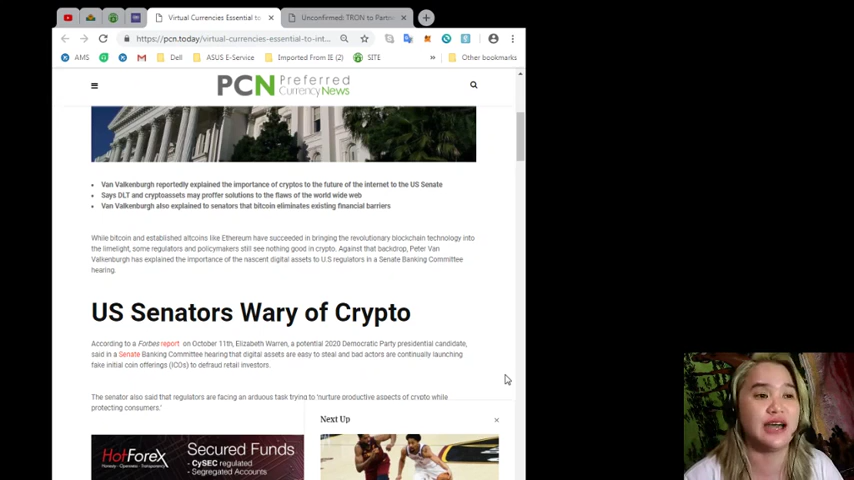 Virtual Currencies Essential to
Unconfirmed: TRON to Partn
https://pcn.today/virtual-currencies-essential-to-int...
AMS
Dell
ASUS E-Service
Imported From IE (2)
SITE
Other bookmarks
PCN Preferred
Currency News
Van Valkenburgh reportedly explained the importance of cryptos to the future of the internet to the US Senate
Says DLT and cryptoassets may proffer solutions to the flaws of the world wide web
Van Valkenburgh also explained to senators that bitcoin eliminates existing financial barriers
While bitcoin and established altcoins like Ethereum have succeeded in bringing the revolutionary blockchain technology into
the limelight, some regulators and policymakers still see nothing good in crypto. Against that backdrop, Peter Van
Valkenburgh has explained the importance of the nascent digital assets to U.S regulators in a Senate Banking Committee
hearing.
US Senators Wary of Crypto
According to a Forbes report on October 11th, Elizabeth Warren, a potential 2020 Democratic Party presidential candidate,
said in a Senate Banking Committee hearing that digital assets are easy to steal and bad actors are continually launching
fake initial coin offerings (ICOs) to defraud retail investors.
The senator also said that regulators are facing an arduous task trying to 'nurture productive aspects of crypto while
protecting consumers.'
Next Up
HotForex
Secured Funds
CySEC regulated
Segregated Accounts